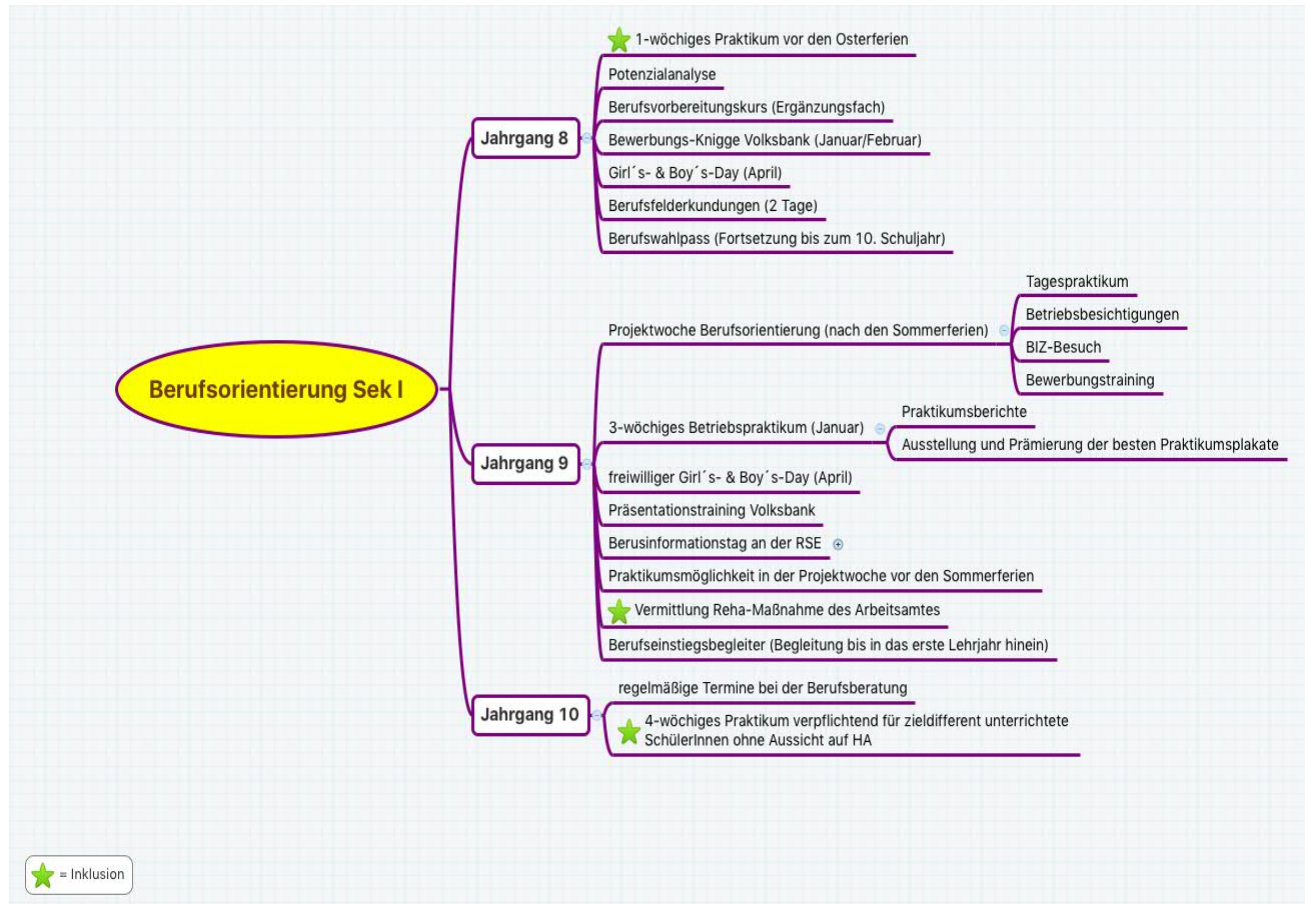 Berufsorientierung Sek I
Jahrgang 8
1-wöchiges Praktikum vor den Osterferien
Potenzialanalyse
Berufsvorbereitungskurs (Ergänzungsfach)
Bewerbungs-Knigge Volksbank (Januar/Februar)
Girl´s- & Boy´s-Day (April)
Berufsfelderkundungen (2 Tage)
Berufswahlpass (Fortsetzung bis zum 10. Schuljahr)
Jahrgang 9
Projektwoche Berufsorientierung (nach den Sommerferien)
Tagespraktikum
Betriebsbesichtigungen
BIZ-Besuch
Bewerbungstraining
3-wöchiges Betriebspraktikum (Januar)
Praktikumsberichte
Ausstellung und Prämierung der besten Praktikumsplakate
freiwilliger Girl´s- & Boy´s-Day (April)
Präsentationstraining Volksbank
Berusinformationstag an der RSE
Praktikumsmöglichkeit in der Projektwoche vor den Sommerferien
Vermittlung Reha-Maßnahme des Arbeitsamtes
Berufseinstiegsbegleiter (Begleitung bis in das erste Lehrjahr hinein)
Jahrgang 10
regelmäßige Termine bei der Berufsberatung
4-wöchiges Praktikum verpflichtend für zieldifferent unterrichtete
SchülerInnen ohne Aussicht auf HA
= Inklusion